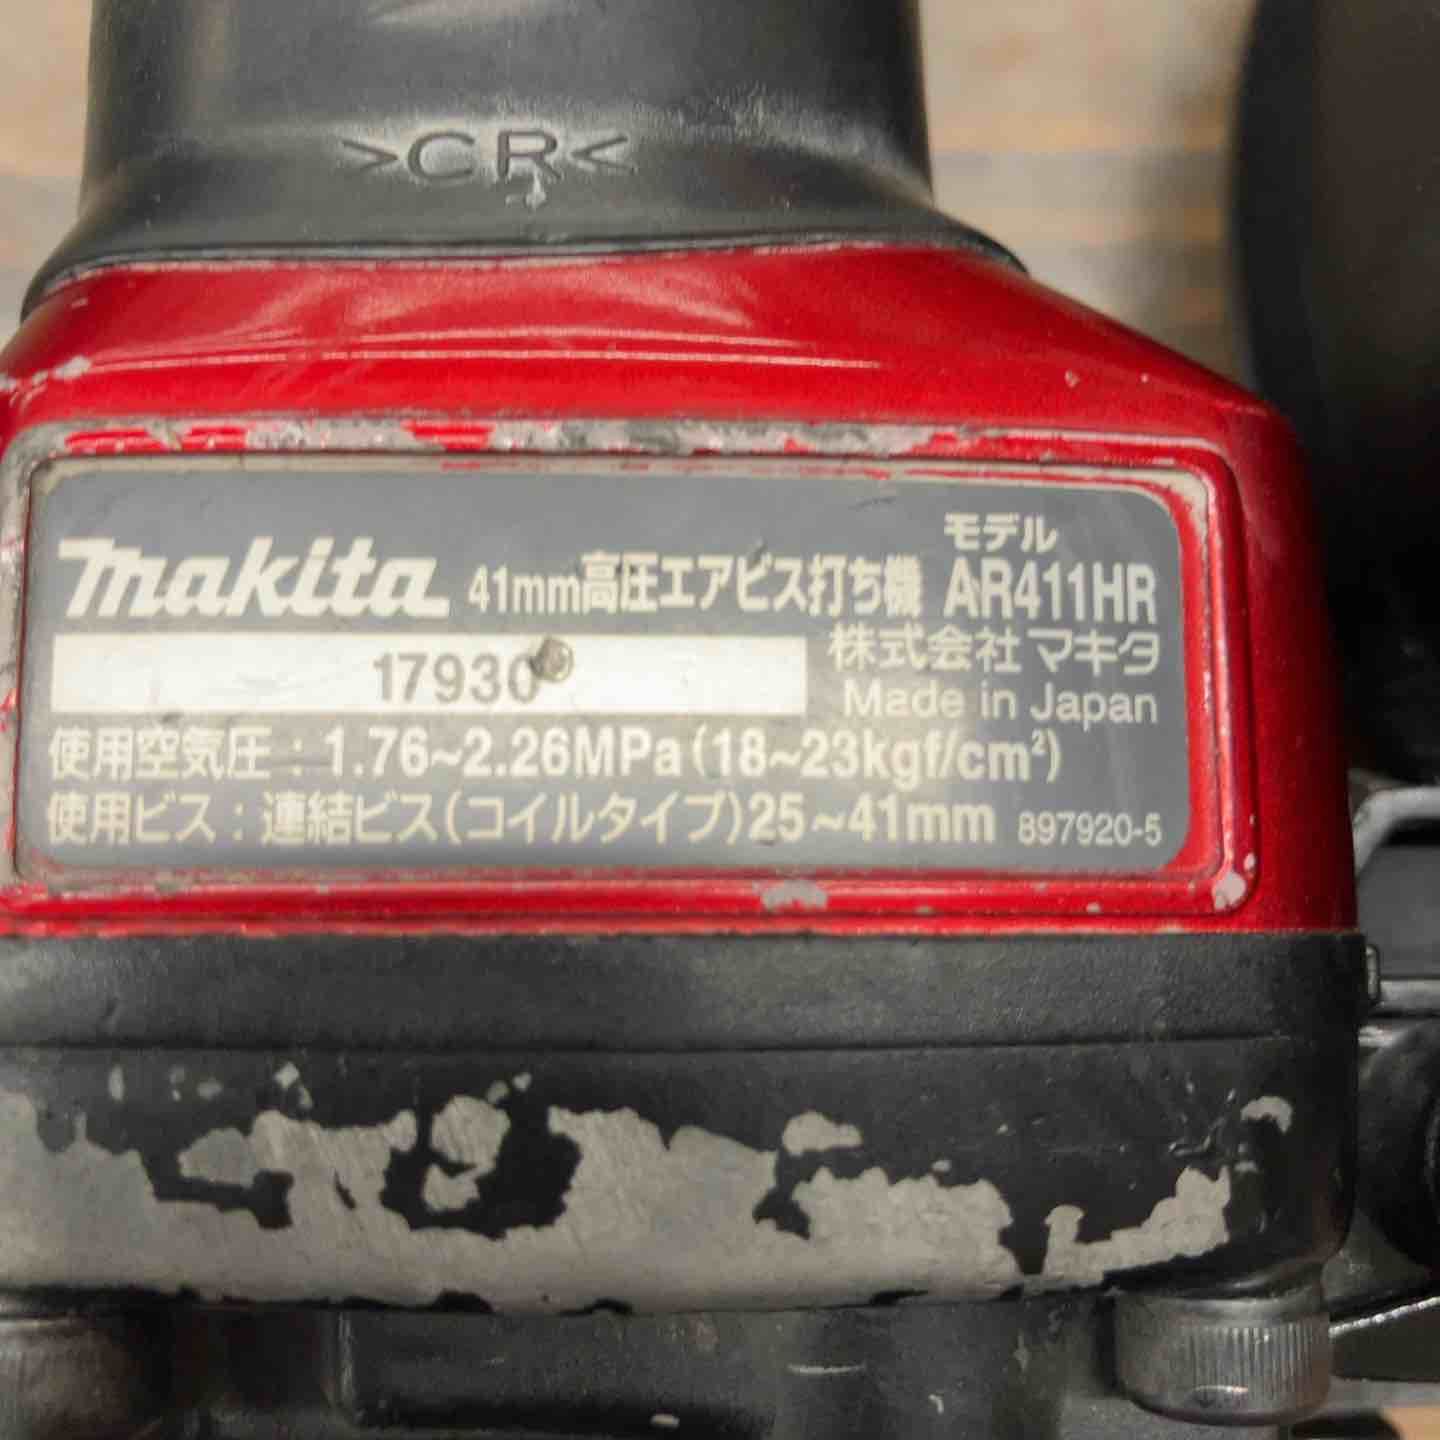 >CR<
makita 41mm高圧エアビス打ち機 モデル AR411HR
17930
株式会社マキタ
Made in Japan
使用空気圧:1.76~2.26MPa(18~23kgf/cm²)
使用ビス:連結ビス(コイルタイプ)25~41mm 897920-5